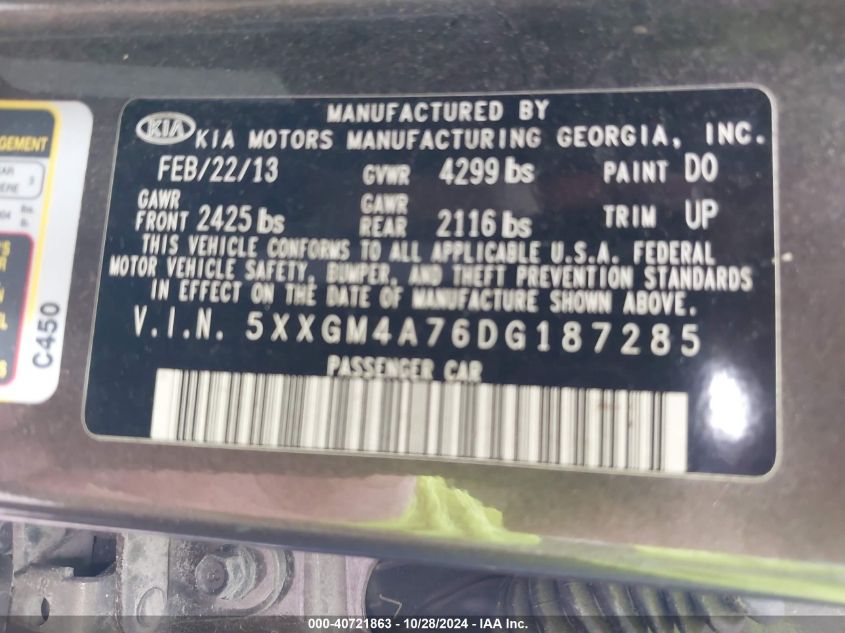 MANUFACTURED BY
KIA KIA MOTORS MANUFACTURING GEORGIA, INC.
FEB/22/13 GVWR 4299 lbs PAINT DO
GAWR FRONT 2425 lbs GAWR REAR 2116 lbs TRIM UP
THIS VEHICLE CONFORMS TO ALL APPLICABLE U.S.A. FEDERAL
MOTOR VEHICLE SAFETY, BUMPER, AND THEFT PREVENTION STANDARDS
IN EFFECT ON THE DATE OF MANUFACTURE SHOWN ABOVE.
V.I.N. 5XXGM4A76DG187285
PASSENGER CAR
C450
000-40721863 - 10/28/2024 - IAA Inc.